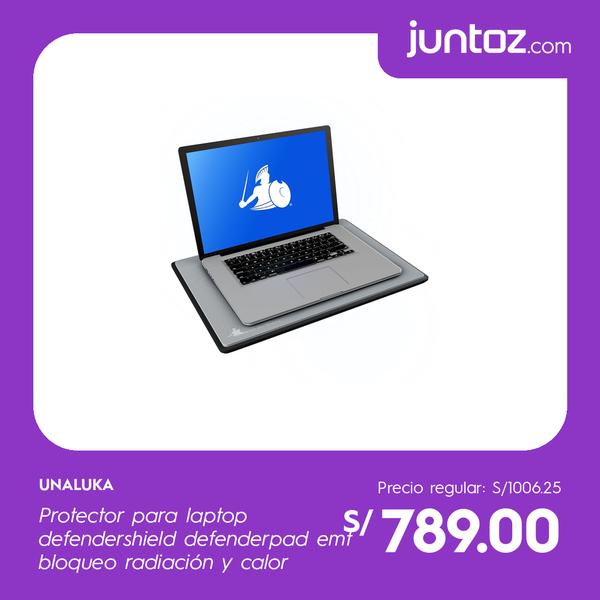 juntoz.com
UNALUKA
Precio regular: S/1006.25
Protector para laptop
defendershield defenderpad emf
bloqueo radiación y calor
S/ 789.00